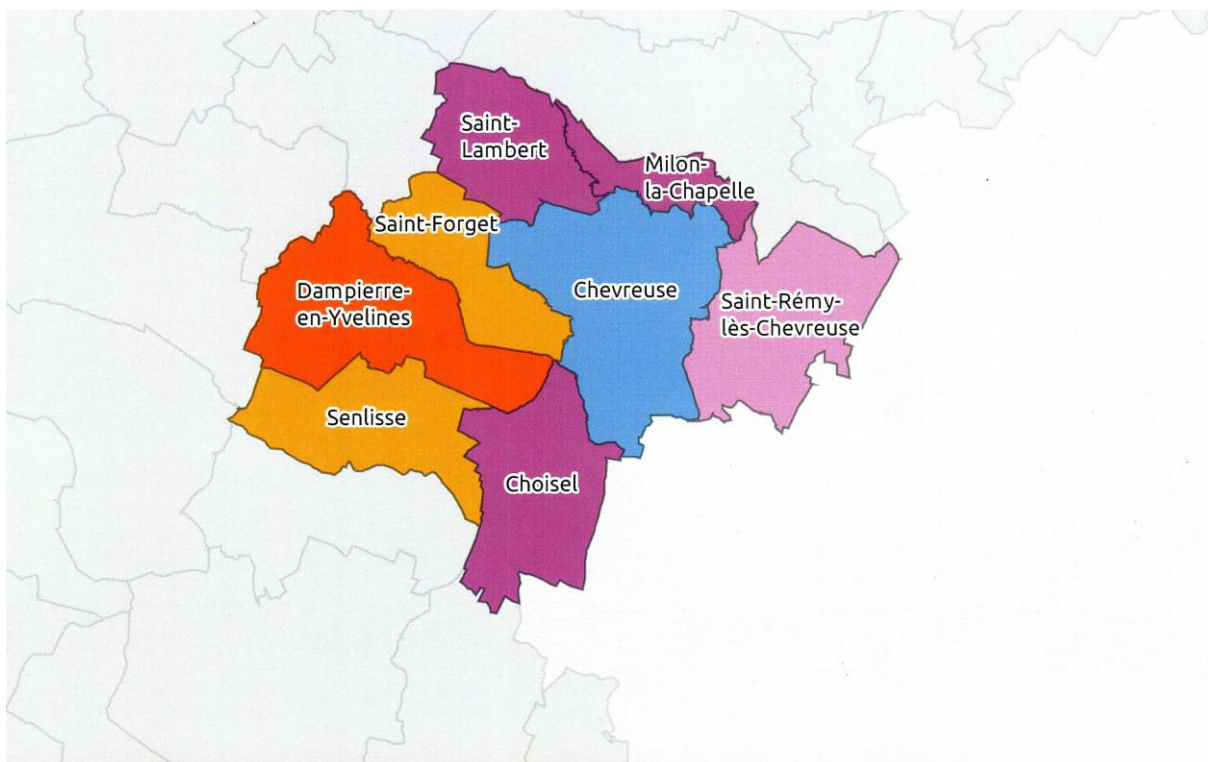 Saint-
Lambert
Milon-
la-Chapelle
Saint-Forget
Dampierre-
en-Yvelines
Chevreuse
Saint-Rémy-
lès-Chevreuse
Senlisse
Choisel